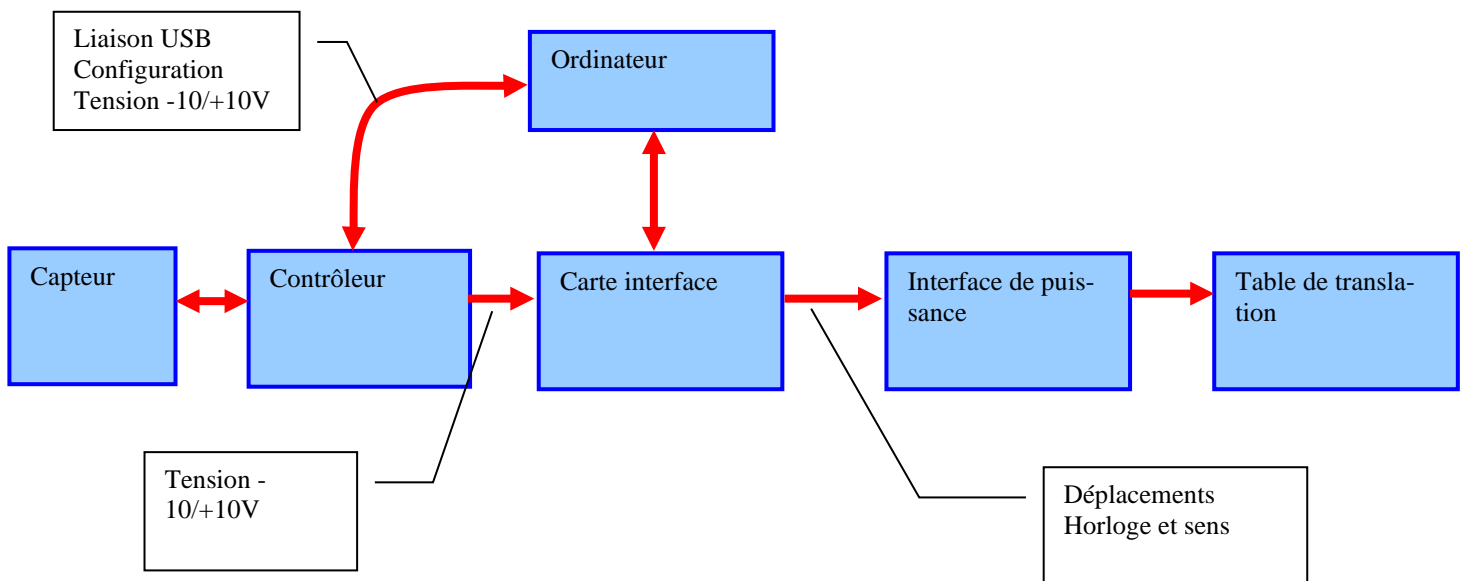 Liaison USB
Configuration
Tension -10/+10V
Ordinateur
Capteur
Contrôleur
Carte interface
Interface de puis-
sance
Table de transla-
tion
Tension -
10/+10V
Déplacements
Horloge et sens